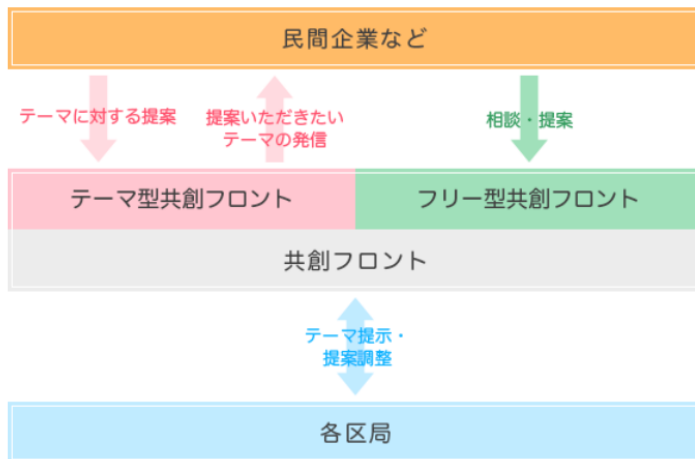 民間企業など
テーマに対する提案
提案いただきたい
テーマの発信
相談・提案
テーマ型共創フロント
フリー型共創フロント
共創フロント
テーマ提示・
提案調整
各区局